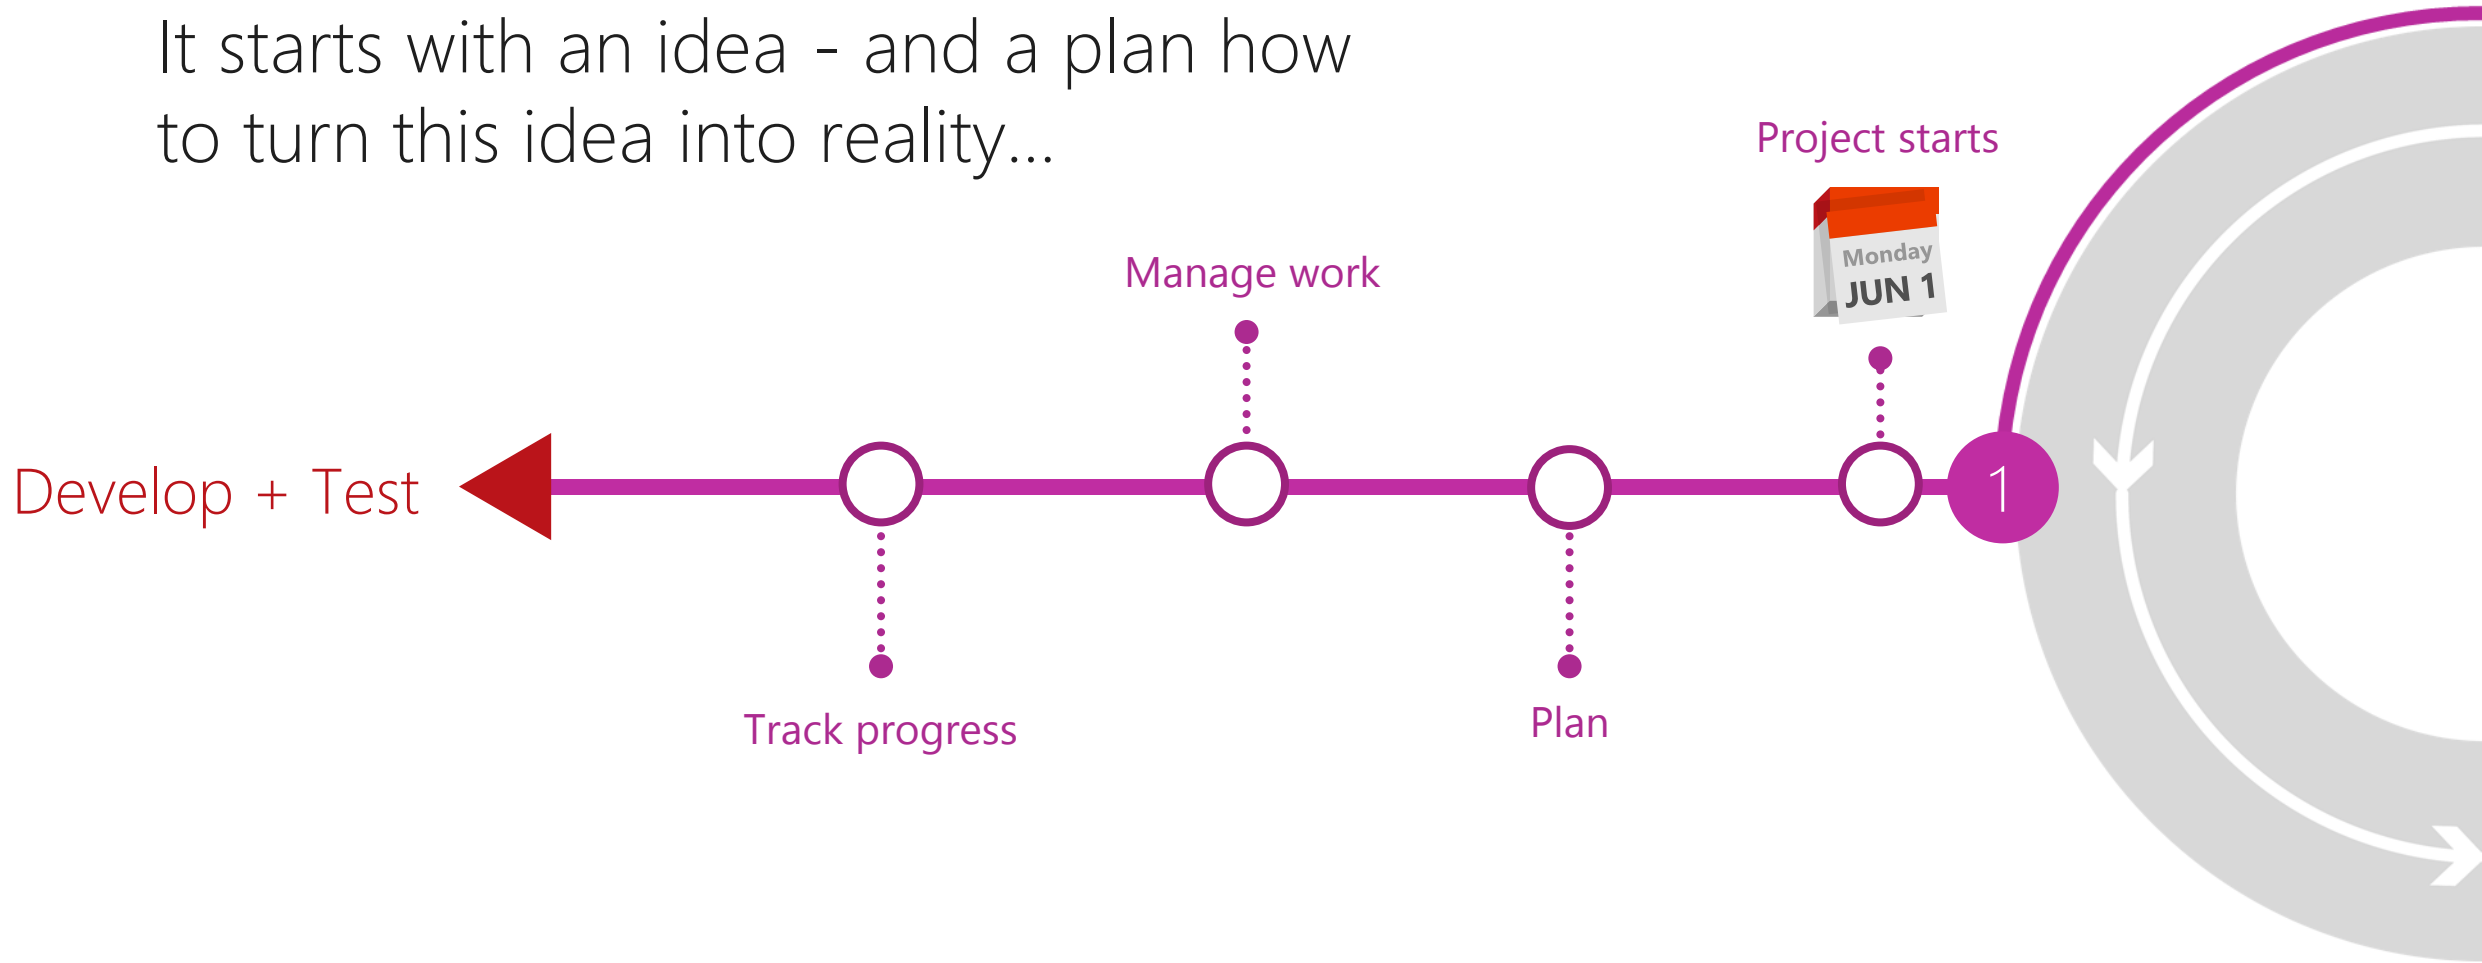 It starts with an idea - and a plan how
to turn this idea into reality...
Project starts
Monday
JUN 1
Manage work
Develop + Test
1
Track progress
Plan